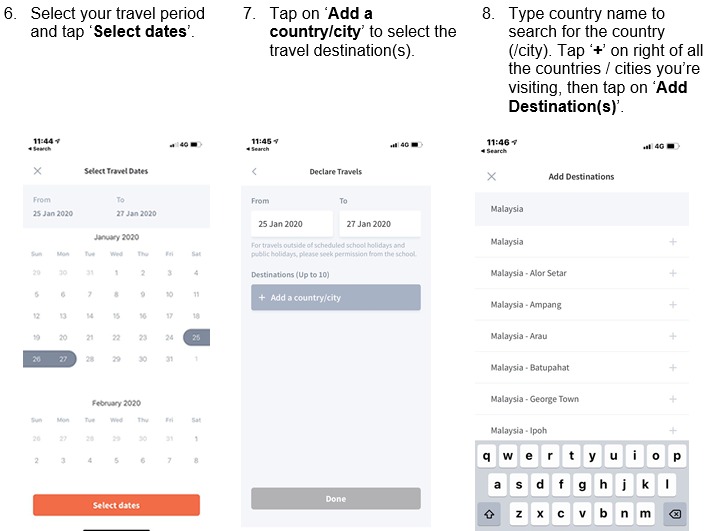 6. Select your travel period
and tap ‘Select dates’.
7. Tap on ‘Add a
country/city’ to select the
travel destination(s).
8. Type country name to
search for the country
(/city). Tap ‘+’ on right of all
the countries / cities you’re
visiting, then tap on ‘Add
Destination(s)’.
11:44
4G
Search
Select Travel Dates
From To
25 Jan 2020 27 Jan 2020
January 2020
Sun Mon Tue Wed Thu Fri Sat
29 30 31 1 2 3 4
5 6 7 8 9 10 11
12 13 14 15 16 17 18
19 20 21 22 23 24 25
26 27 28 29 30 31 1
February 2020
Sun Mon Tue Wed Thu Fri Sat
26 27 28 29 30 31 1
2 3 4 5 6 7 8
Select dates
11:45
4G
Search
Declare Travels
From To
25 Jan 2020 27 Jan 2020
For travels outside of scheduled school holidays and
public holidays, please seek permission from the school.
Destinations (Up to 10)
+ Add a country/city
Done
11:46
4G
Search
Add Destinations
Malaysia
Malaysia +
Malaysia - Alor Setar +
Malaysia - Ampang +
Malaysia - Arau +
Malaysia - Batupahat +
Malaysia - George Town +
Malaysia - Ipoh +
q w e r t y u i o p
a s d f g h j k l
z x c v b n m